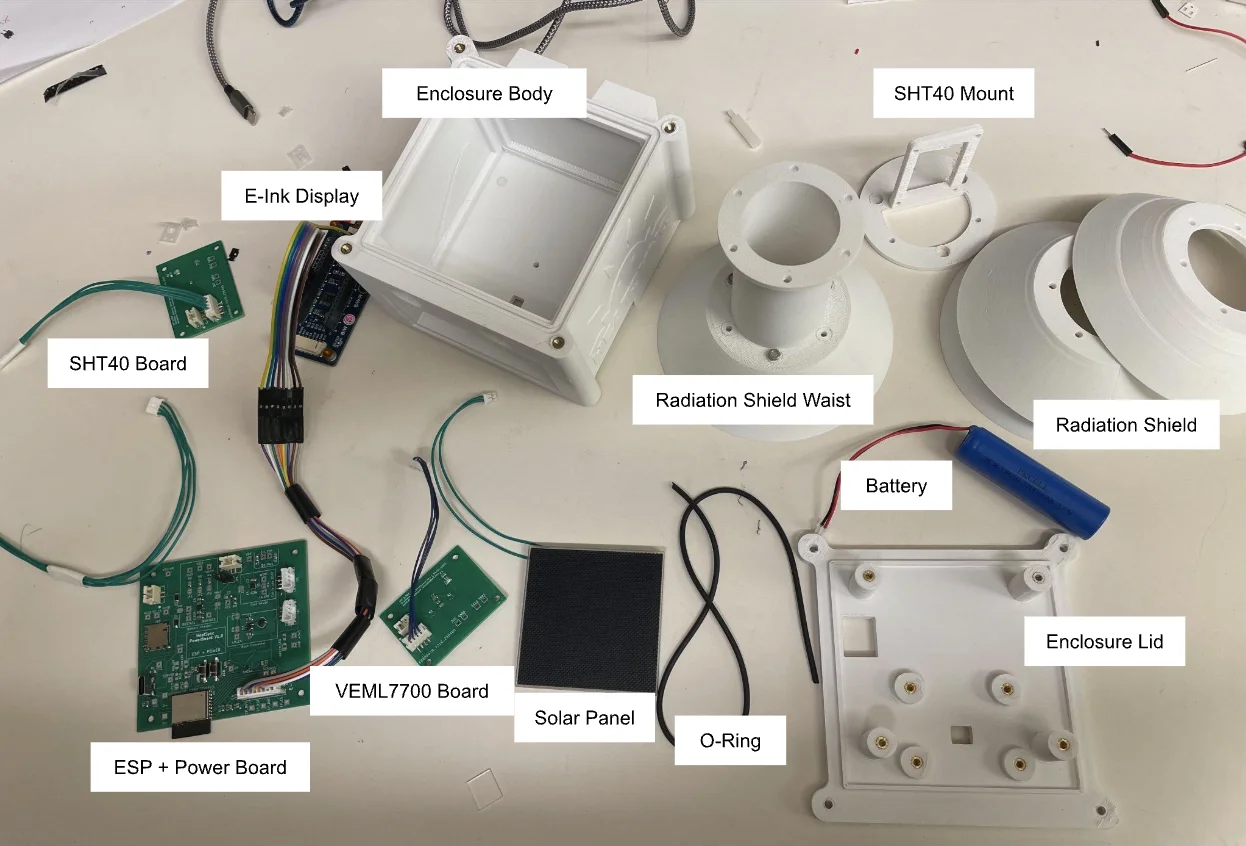 Enclosure Body
SHT40 Mount
E-Ink Display
SHT40 Board
Radiation Shield Waist
Radiation Shield
Battery
Enclosure Lid
VEML7700 Board
Solar Panel
O-Ring
ESP + Power Board